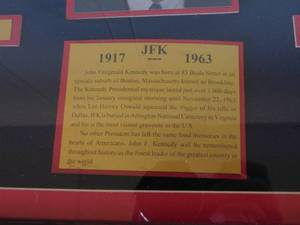 JFK
1917 --- 1963
John Fitzgerald Kennedy was born at 83 Beals Street in an
upscale suburb of Boston, Massachusetts known as Brookline.
The Kennedy Presidential mystique lasted just over 1,000 days
from his January inaugural morning until November 22, 1963
when Lee Harvey Oswald squeezed the trigger of his rifle in
Dallas. JFK is buried in Arlington National Cemetery in Virginia
and his is the most visited gravesite in the U.S.
No other President has left the same fond memories in the
hearts of Americans. John F. Kennedy will be remembered
throughout history as the finest leader of the greatest country in
the world